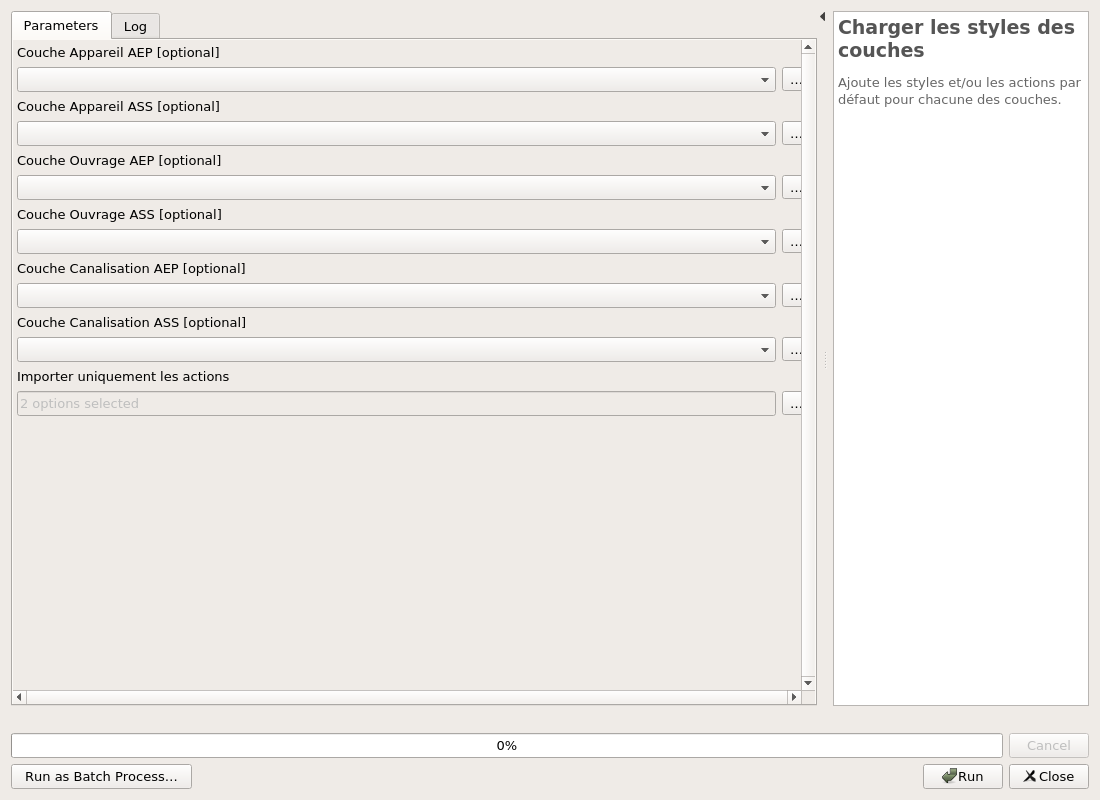 Parameters
Log
Couche Appareil AEP [optional]
…
Couche Appareil ASS [optional]
…
Couche Ouvrage AEP [optional]
…
Couche Ouvrage ASS [optional]
…
Couche Canalisation AEP [optional]
…
Couche Canalisation ASS [optional]
…
Importer uniquement les actions
2 options selected
…
Charger les styles des
couches
Ajoute les styles et/ou les actions par
défaut pour chacune des couches.
0%
Cancel
Run as Batch Process…
Run
Close